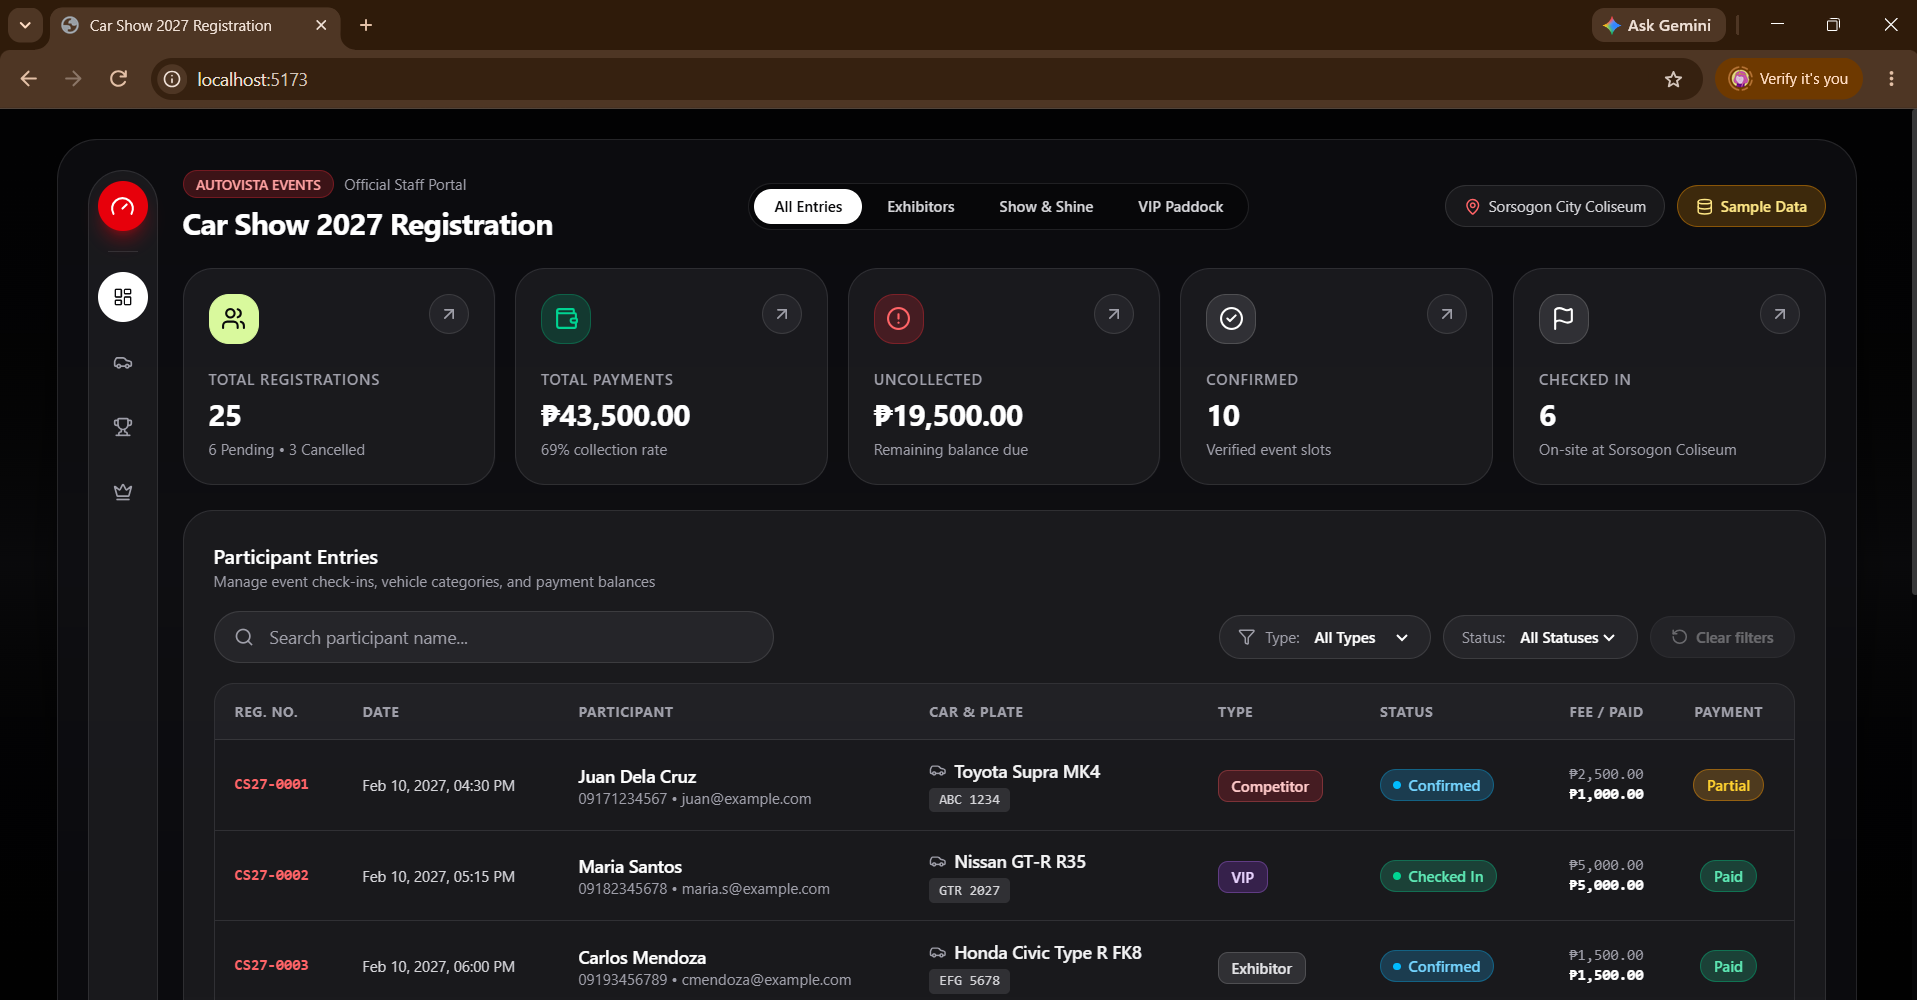 Car Show 2027 Registration
Ask Gemini
localhost:5173
Verify it's you
AUTOVISTA EVENTS Official Staff Portal
Car Show 2027 Registration
All Entries Exhibitors Show & Shine VIP Paddock
Sorsogon City Coliseum
Sample Data
TOTAL REGISTRATIONS
25
6 Pending • 3 Cancelled
TOTAL PAYMENTS
₱43,500.00
69% collection rate
UNCOLLECTED
₱19,500.00
Remaining balance due
CONFIRMED
10
Verified event slots
CHECKED IN
6
On-site at Sorsogon Coliseum
Participant Entries
Manage event check-ins, vehicle categories, and payment balances
Search participant name...
Type: All Types
Status: All Statuses
Clear filters
REG. NO. DATE PARTICIPANT CAR & PLATE TYPE STATUS FEE / PAID PAYMENT
CS27-0001
Feb 10, 2027, 04:30 PM
Juan Dela Cruz
09171234567 • juan@example.com
Toyota Supra MK4
ABC 1234
Competitor
Confirmed
₱2,500.00
₱1,000.00
Partial
CS27-0002
Feb 10, 2027, 05:15 PM
Maria Santos
09182345678 • maria.s@example.com
Nissan GT-R R35
GTR 2027
VIP
Checked In
₱5,000.00
₱5,000.00
Paid
CS27-0003
Feb 10, 2027, 06:00 PM
Carlos Mendoza
09193456789 • cmendoza@example.com
Honda Civic Type R FK8
EFG 5678
Exhibitor
Confirmed
₱1,500.00
₱1,500.00
Paid